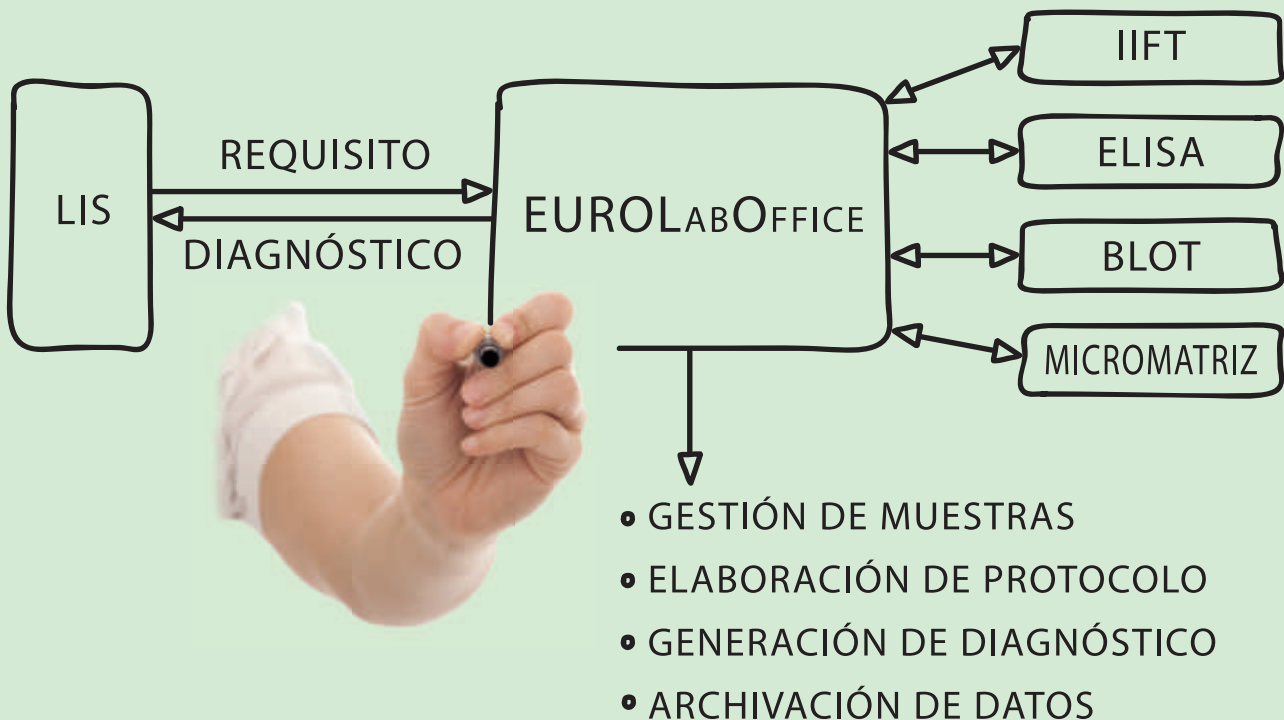 IIFT
REQUISITO
ELISA
LIS
EUROLABOFFICE
DIAGNÓSTICO
BLOT
MICROMATRIZ
• GESTIÓN DE MUESTRAS
• ELABORACIÓN DE PROTOCOLO
• GENERACIÓN DE DIAGNÓSTICO
• ARCHIVACIÓN DE DATOS